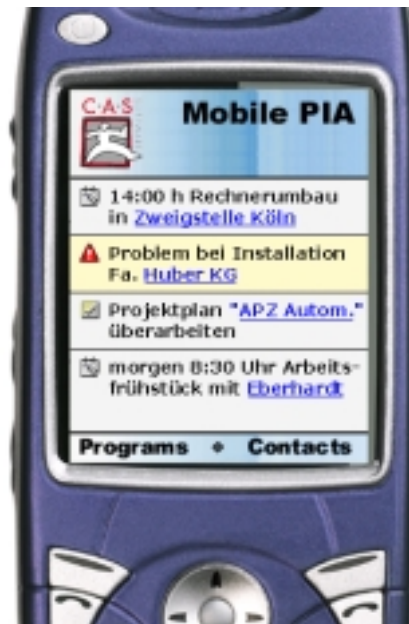 C·A·S
Mobile PIA
14:00 h Rechnerumbau
in Zweigstelle Köln
Problem bei Installation
Fa. Huber KG
Projektplan "APZ Autom."
überarbeiten
morgen 8:30 Uhr Arbeits-
frühstück mit Eberhardt
Programs Contacts